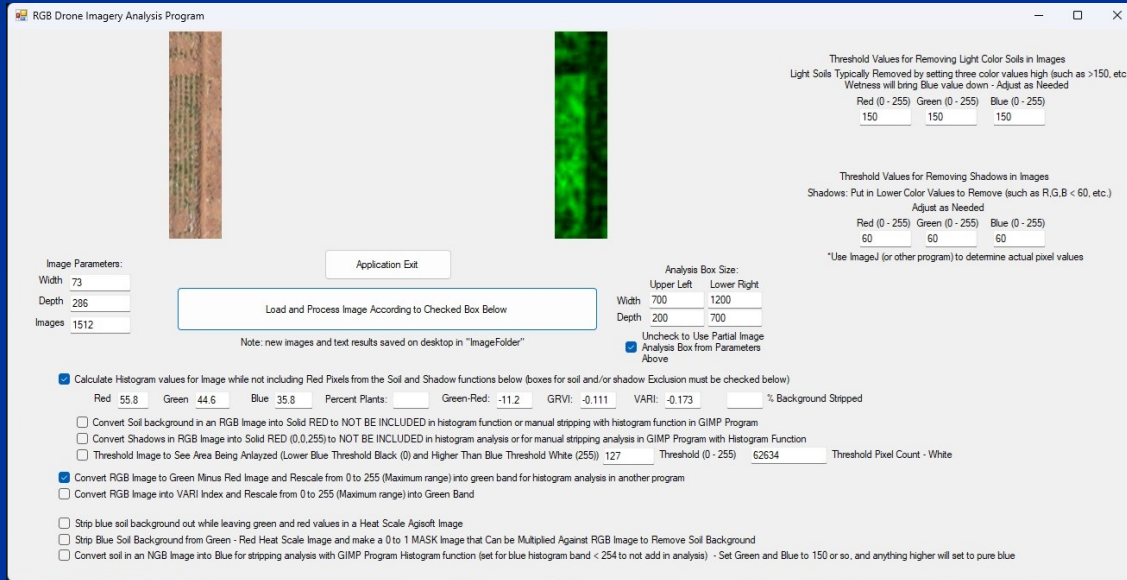 RGB Drone Imagery Analysis Program
Threshold Values for Removing Light Color Soils in Images
Light Soils Typically Removed by setting three color values high (such as >150, etc
Wetness will bring Blue value down - Adjust as Needed
Red (0 - 255) Green (0 - 255) Blue (0 - 255)
150 150 150
Threshold Values for Removing Shadows in Images
Shadows: Put in Lower Color Values to Remove (such as R,G,B < 60, etc.)
Adjust as Needed
Red (0 - 255) Green (0 - 255) Blue (0 - 255)
60 60 60
*Use ImageJ (or other program) to determine actual pixel values
Image Parameters:
Width 73
Depth 286
Images 1512
Application Exit
Load and Process Image According to Checked Box Below
Note: new images and text results saved on desktop in "ImageFolder"
Analysis Box Size:
Upper Left Lower Right
Width 700 1200
Depth 200 700
Uncheck to Use Partial Image
Analysis Box from Parameters
Above
Calculate Histogram values for Image while not including Red Pixels from the Soil and Shadow functions below (boxes for soil and/or shadow Exclusion must be checked below)
Red 55.8 Green 44.6 Blue 35.8 Percent Plants: Green-Red: -11.2 GRVI: -0.111 VARI: -0.173 % Background Stripped
Convert Soil background in an RGB Image into Solid RED to NOT BE INCLUDED in histogram function or manual stripping with histogram function in GIMP Program
Convert Shadows in RGB Image into Solid RED (0,0,255) to NOT BE INCLUDED in histogram analysis or for manual stripping analysis in GIMP Program with Histogram Function
Threshold Image to See Area Being Anlayzed (Lower Blue Threshold Black (0) and Higher Than Blue Threshold White (255)) 127 Threshold (0 - 255) 62634 Threshold Pixel Count - White
Convert RGB Image to Green Minus Red Image and Rescale from 0 to 255 (Maximum range) into green band for histogram analysis in another program
Convert RGB Image into VARI Index and Rescale from 0 to 255 (Maximum range) into Green Band
Strip blue soil background out while leaving green and red values in a Heat Scale Agisoft Image
Strip Blue Soil Background from Green - Red Heat Scale Image and make a 0 to 1 MASK Image that Can be Multiplied Against RGB Image to Remove Soil Background
Convert soil in an NGB Image into Blue for stripping analysis with GIMP Program Histogram function (set for blue histogram band < 254 to not add in analysis) - Set Green and Blue to 150 or so, and anything higher will set to pure blue